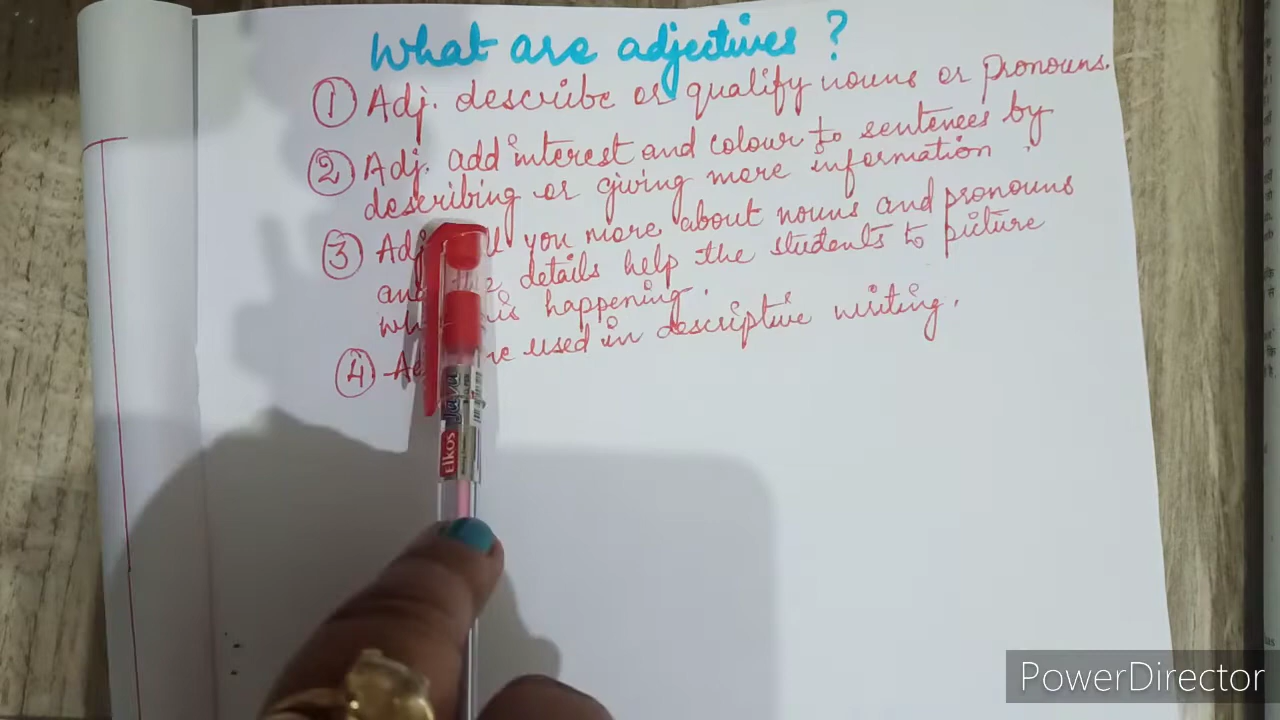 What are adjectives ?
① Adj. describe or qualify nouns or pronouns.
② Adj. add interest and colour to sentences by
describing or giving more information.
③ Adj. you more about nouns and pronouns
and details help the students to picture
is happening.
④ used in descriptive writing.
Elkos
PowerDirector